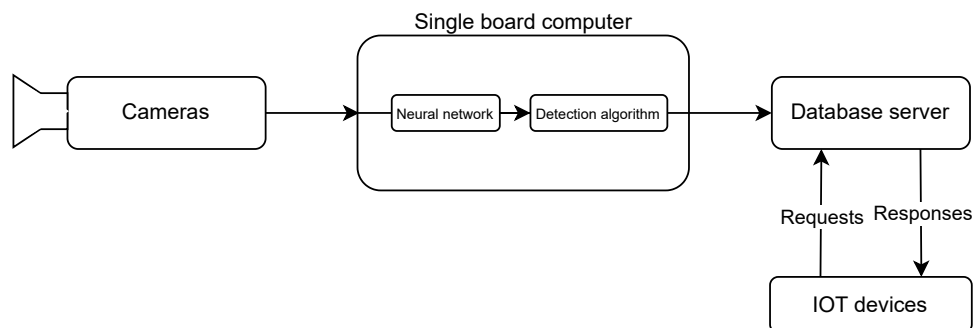 Single board computer
Cameras
Neural network
Detection algorithm
Database server
Requests
Responses
IOT devices